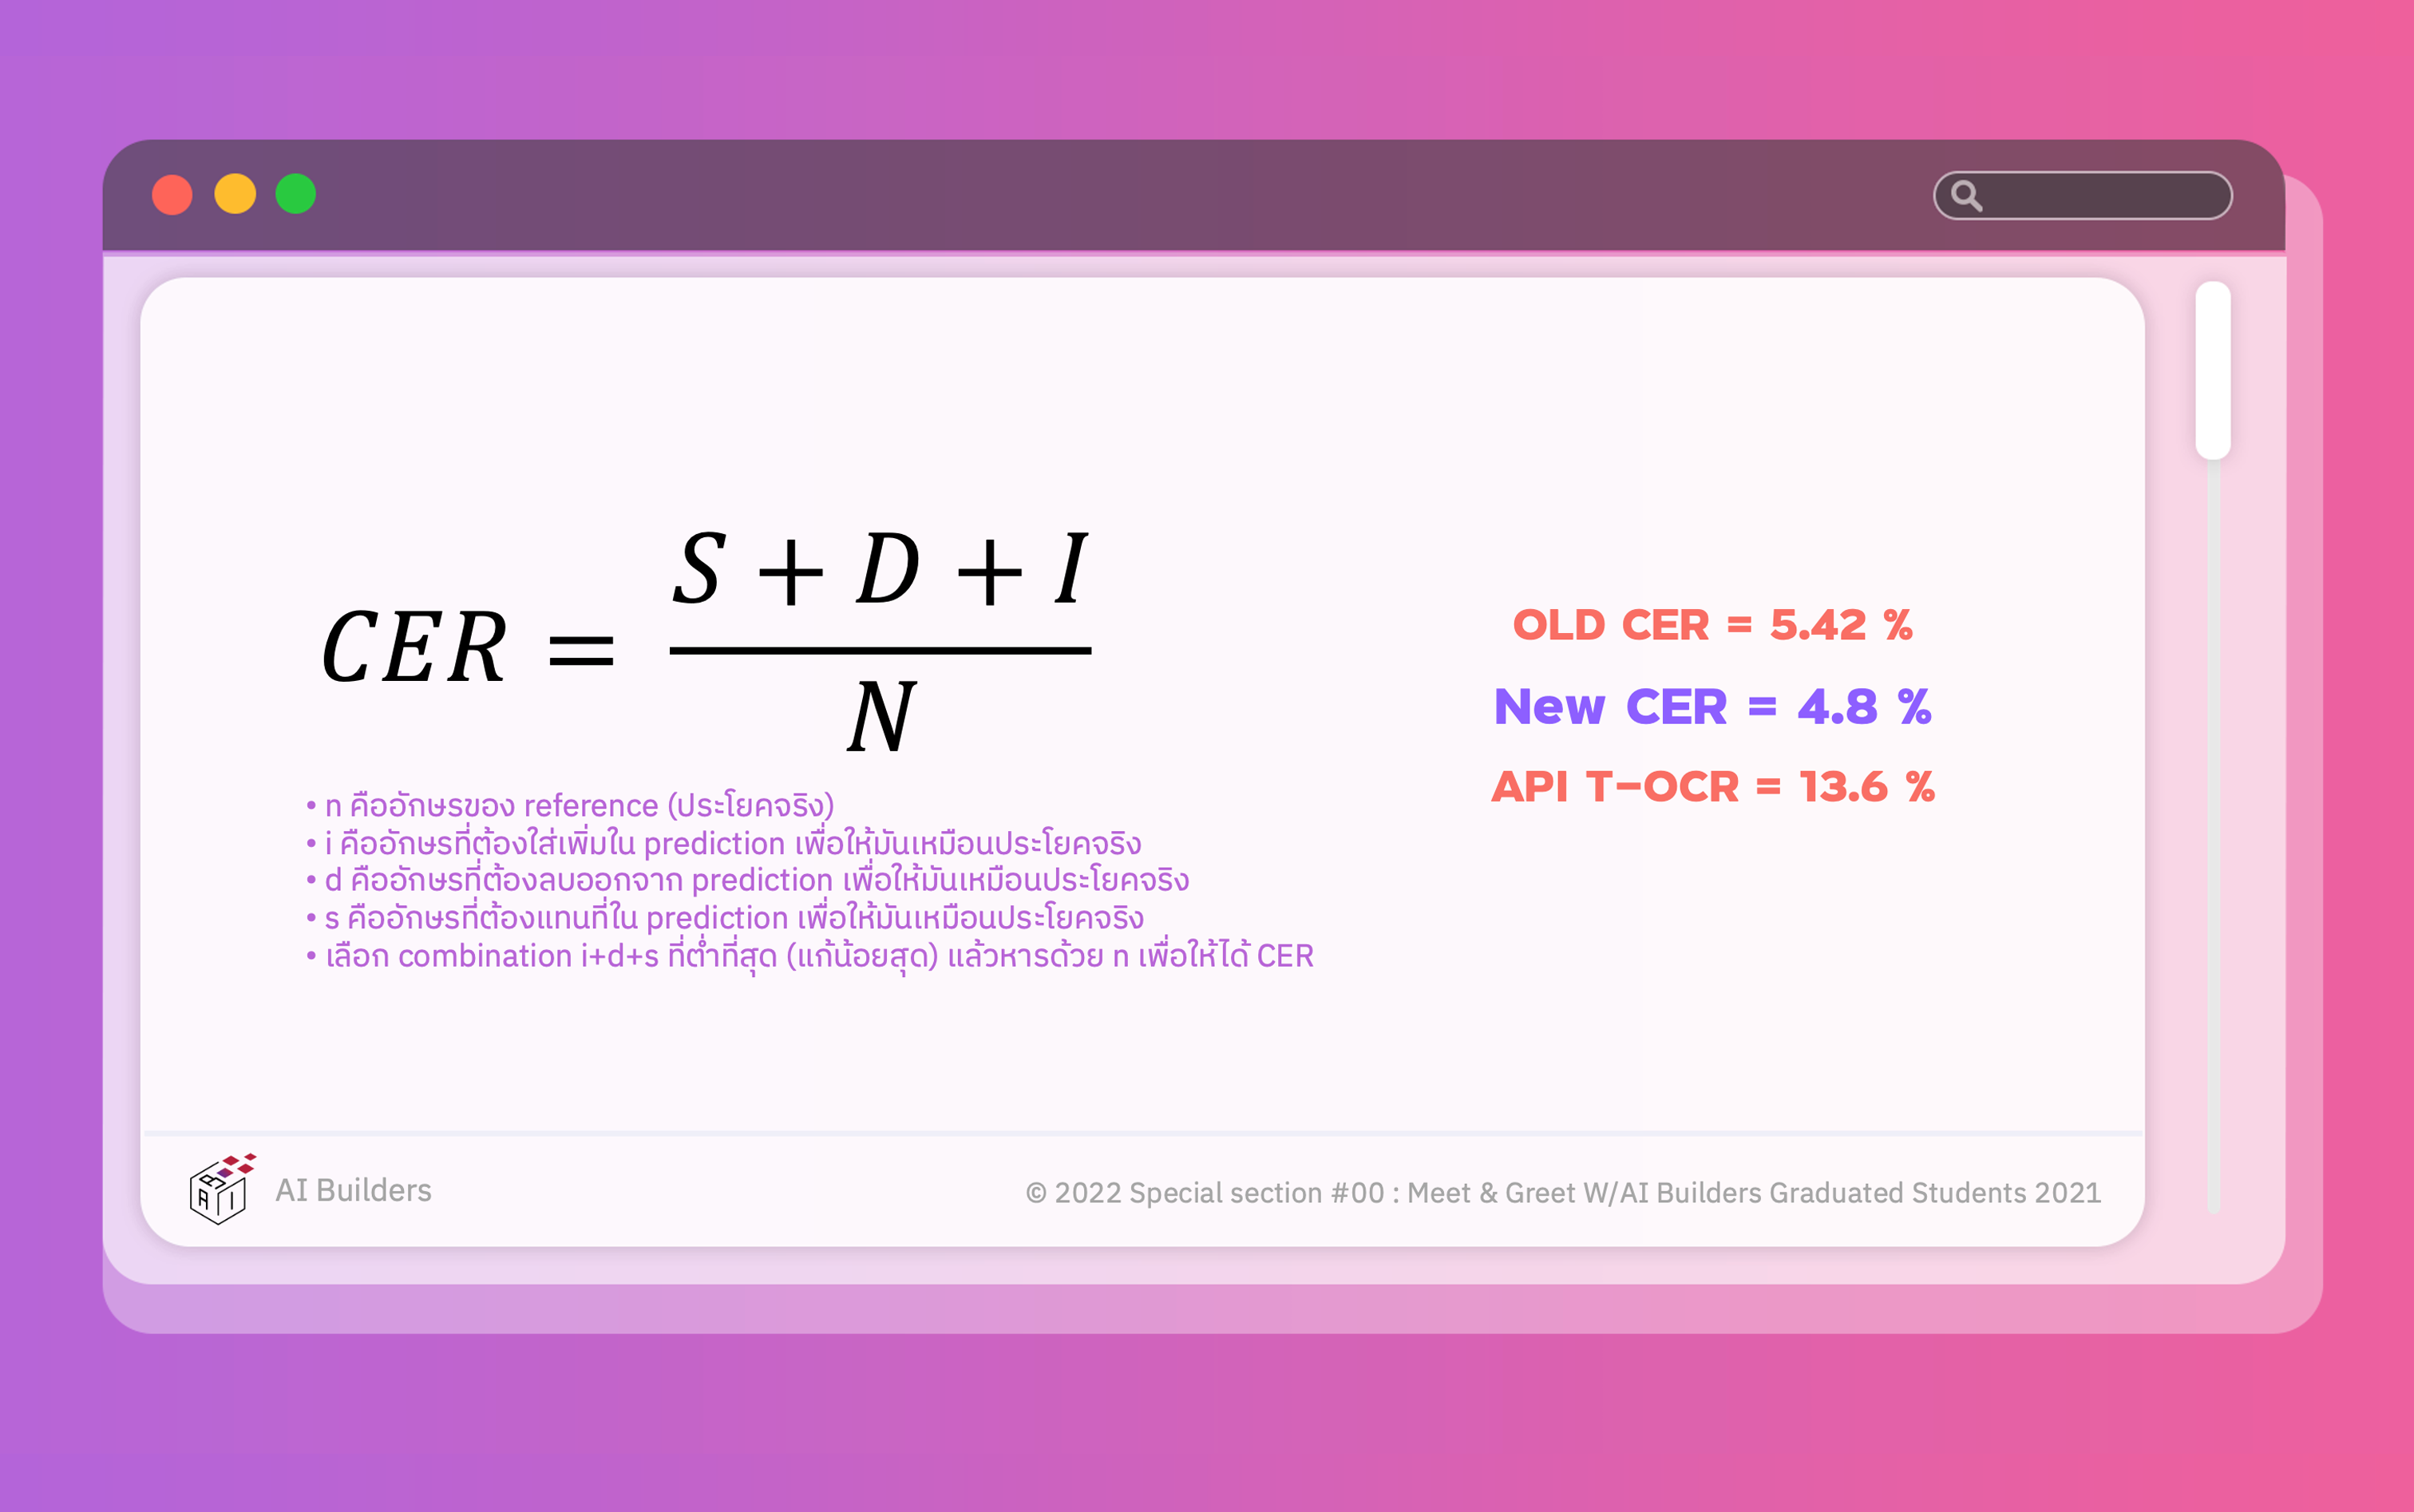 CER = S + D + I
N
• n คืออักษรของ reference (ประโยคจริง)
• i คืออักษรที่ต้องใส่เพิ่มใน prediction เพื่อให้มันเหมือนประโยคจริง
• d คืออักษรที่ต้องลบออกจาก prediction เพื่อให้มันเหมือนประโยคจริง
• s คืออักษรที่ต้องแทนที่ใน prediction เพื่อให้มันเหมือนประโยคจริง
• เลือก combination i+d+s ที่ต่ำที่สุด (แก้น้อยสุด) แล้วหารด้วย n เพื่อให้ได้ CER
OLD CER = 5.42 %
New CER = 4.8 %
API T-OCR = 13.6 %
AI Builders
© 2022 Special section #00 : Meet & Greet W/AI Builders Graduated Students 2021